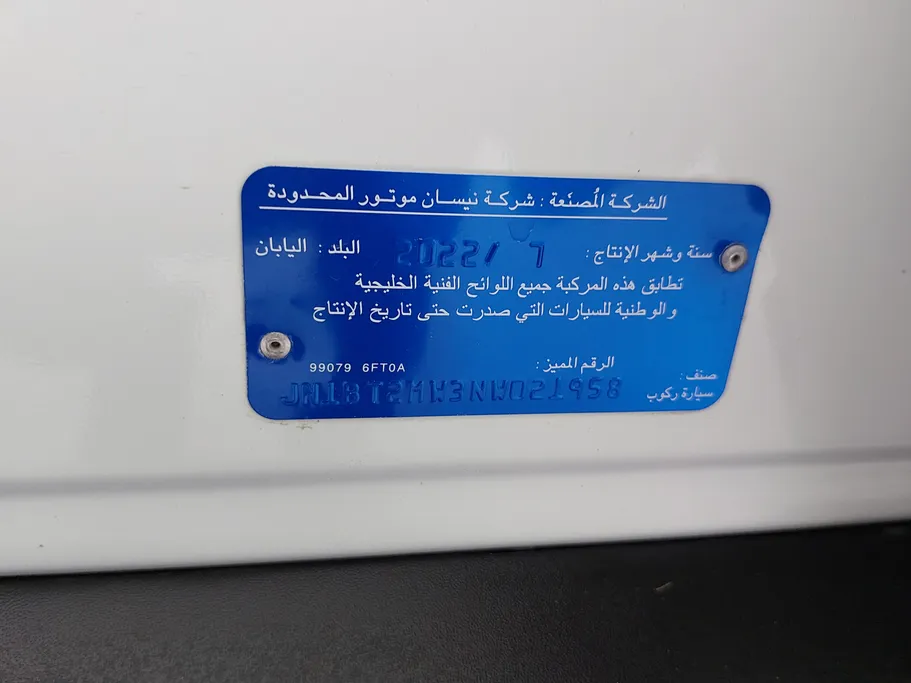 الشركة المُصنّعة : شركة نيسان موتور المحدودة
سنة وشهر الإنتاج : 2022/ 7 البلد : اليابان
تطابق هذه المركبة جميع اللوائح الفنية الخليجية
والوطنية للسيارات التي صدرت حتى تاريخ الإنتاج
الرقم المميز :
99079 6FT0A
صنف :
سيارة ركوب